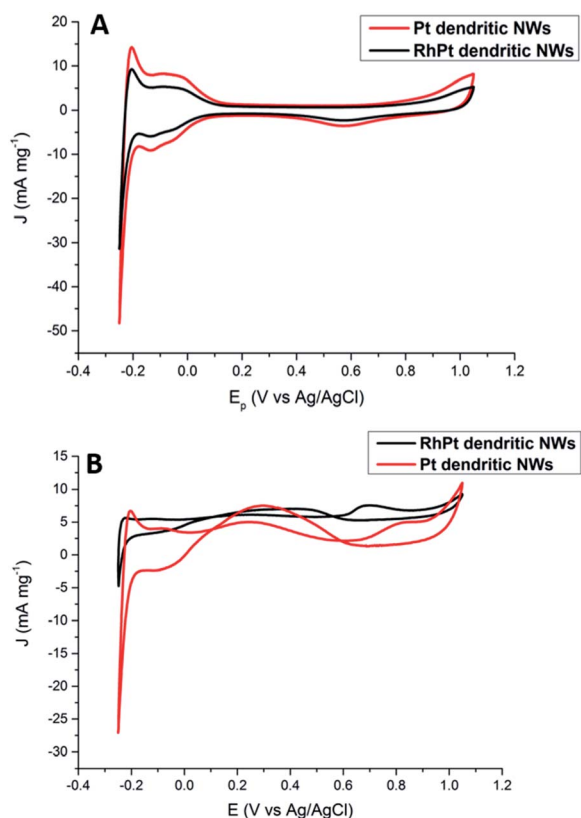 A
Pt dendritic NWs
RhPt dendritic NWs
20
10
0
-10
-20
-30
-40
-50
J (mA mg⁻¹)
-0.4 -0.2 0.0 0.2 0.4 0.6 0.8 1.0 1.2
Eₚ (V vs Ag/AgCl)
B
RhPt dendritic NWs
Pt dendritic NWs
15
10
5
0
-5
-10
-15
-20
-25
-30
J (mA mg⁻¹)
-0.4 -0.2 0.0 0.2 0.4 0.6 0.8 1.0 1.2
E (V vs Ag/AgCl)